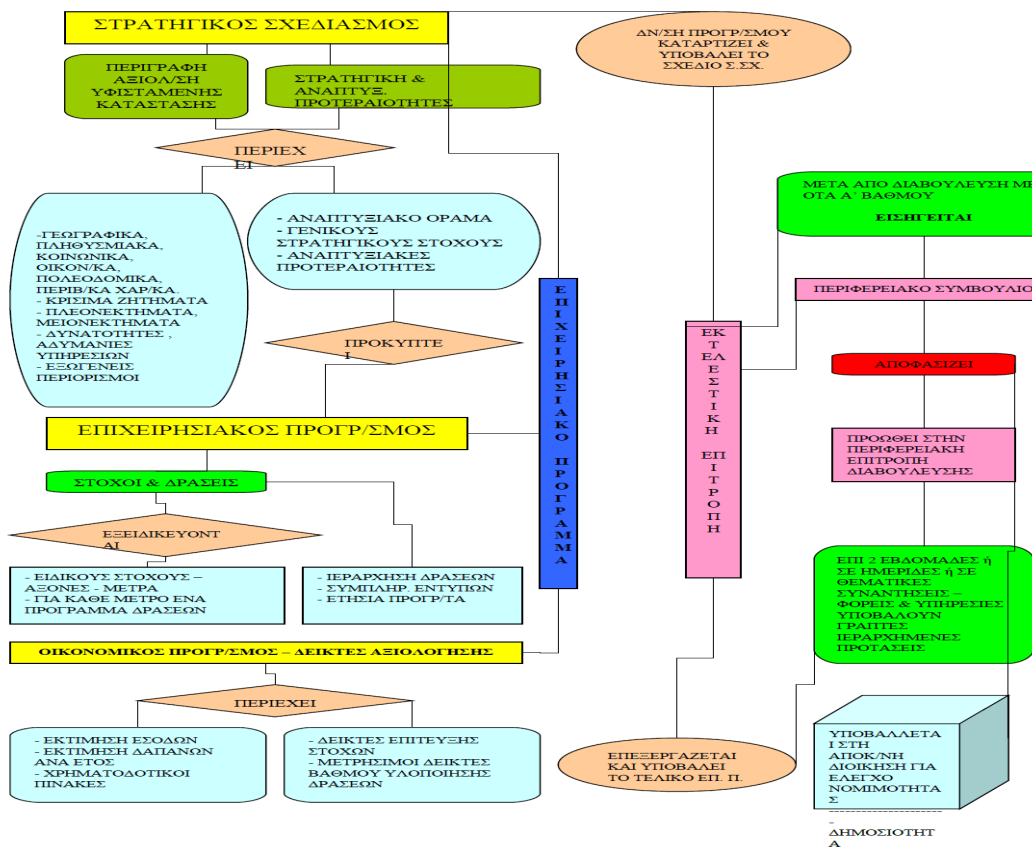 ΣΤΡΑΤΗΓΙΚΟΣ ΣΧΕΔΙΑΣΜΟΣ
ΠΕΡΙΓΡΑΦΗ
ΑΞΙΟΛ/ΣΗ
ΥΦΙΣΤΑΜΕΝΗΣ
ΚΑΤΑΣΤΑΣΗΣ
ΣΤΡΑΤΗΓΙΚΗ &
ΑΝΑΠΤΥΞ.
ΠΡΟΤΕΡΑΙΟΤΗΤΕΣ
ΠΕΡΙΕΧ
ΕΙ
-ΓΕΩΓΡΑΦΙΚΑ,
ΠΛΗΘΥΣΜΙΑΚΑ,
ΚΟΙΝΩΝΙΚΑ,
ΟΙΚΟΝ/ΚΑ,
ΠΟΛΕΟΔΟΜΙΚΑ,
ΠΕΡΙΒ/ΚΑ ΧΑΡ/ΚΑ.
- ΚΡΙΣΙΜΑ ΖΗΤΗΜΑΤΑ
- ΠΛΕΟΝΕΚΤΗΜΑΤΑ,
ΜΕΙΟΝΕΚΤΗΜΑΤΑ
- ΔΥΝΑΤΟΤΗΤΕΣ ,
ΑΔΥΜΑΝΙΕΣ
ΥΠΗΡΕΣΙΩΝ
- ΕΞΩΓΕΝΕΙΣ
ΠΕΡΙΟΡΙΣΜΟΙ
- ΑΝΑΠΤΥΞΙΑΚΟ ΟΡΑΜΑ
- ΓΕΝΙΚΟΥΣ
ΣΤΡΑΤΗΓΙΚΟΥΣ ΣΤΟΧΟΥΣ
- ΑΝΑΠΤΥΞΙΑΚΕΣ
ΠΡΟΤΕΡΑΙΟΤΗΤΕΣ
ΠΡΟΚΥΠΤΕ
Ι
ΕΠΙΧΕΙΡΗΣΙΑΚΟΣ ΠΡΟΓΡ/ΣΜΟΣ
ΣΤΟΧΟΙ & ΔΡΑΣΕΙΣ
ΕΞΕΙΔΙΚΕΥΟΝΤ
ΑΙ
- ΕΙΔΙΚΟΥΣ ΣΤΟΧΟΥΣ –
ΑΞΟΝΕΣ - ΜΕΤΡΑ
- ΓΙΑ ΚΑΘΕ ΜΕΤΡΟ ΕΝΑ
ΠΡΟΓΡΑΜΜΑ ΔΡΑΣΕΩΝ
- ΙΕΡΑΡΧΗΣΗ ΔΡΑΣΕΩΝ
- ΣΥΜΠΛΗΡ. ΕΝΤΥΠΩΝ
- ΕΤΗΣΙΑ ΠΡΟΓΡ/ΤΑ
ΟΙΚΟΝΟΜΙΚΟΣ ΠΡΟΓΡ/ΣΜΟΣ – ΔΕΙΚΤΕΣ ΑΞΙΟΛΟΓΗΣΗΣ
ΠΕΡΙΕΧΕΙ
- ΕΚΤΙΜΗΣΗ ΕΣΟΔΩΝ
- ΕΚΤΙΜΗΣΗ ΔΑΠΑΝΩΝ
ΑΝΑ ΕΤΟΣ
- ΧΡΗΜΑΤΟΔΟΤΙΚΟΙ
ΠΙΝΑΚΕΣ
- ΔΕΙΚΤΕΣ ΕΠΙΤΕΥΞΗΣ
ΣΤΟΧΩΝ
- ΜΕΤΡΗΣΙΜΟΙ ΔΕΙΚΤΕΣ
ΒΑΘΜΟΥ ΥΛΟΠΟΙΗΣΗΣ
ΔΡΑΣΕΩΝ
ΕΠΙΧΕΙΡΗΣΙΑΚΟ ΠΡΟΓΡΑΜΜΑ
ΔΝ/ΣΗ ΠΡΟΓΡ/ΣΜΟΥ
ΚΑΤΑΡΤΙΖΕΙ &
ΥΠΟΒΑΛΕΙ ΤΟ
ΣΧΕΔΙΟ Σ.ΣΧ.
ΕΚΤΕΛΕΣΤΙΚΗ ΕΠΙΤΡΟΠΗ
ΜΕΤΑ ΑΠΟ ΔΙΑΒΟΥΛΕΥΣΗ ΜΕ
ΟΤΑ Α΄ ΒΑΘΜΟΥ
ΕΙΣΗΓΕΙΤΑΙ
ΠΕΡΙΦΕΡΕΙΑΚΟ ΣΥΜΒΟΥΛΙΟ
ΑΠΟΦΑΣΙΖΕΙ
ΠΡΟΩΘΕΙ ΣΤΗΝ
ΠΕΡΙΦΕΡΕΙΑΚΗ
ΕΠΙΤΡΟΠΗ
ΔΙΑΒΟΥΛΕΥΣΗΣ
ΕΠΙ 2 ΕΒΔΟΜΑΔΕΣ ή
ΣΕ ΗΜΕΡΙΔΕΣ ή ΣΕ
ΘΕΜΑΤΙΚΕΣ
ΣΥΝΑΝΤΗΣΕΙΣ –
ΦΟΡΕΙΣ & ΥΠΗΡΕΣΙΕΣ
ΥΠΟΒΑΛΟΥΝ
ΓΡΑΠΤΕΣ
ΙΕΡΑΡΧΗΜΕΝΕΣ
ΠΡΟΤΑΣΕΙΣ
ΕΠΕΞΕΡΓΑΖΕΤΑΙ
ΚΑΙ ΥΠΟΒΑΛΕΙ
ΤΟ ΤΕΛΙΚΟ ΕΠ. Π.
ΥΠΟΒΑΛΛΕΤΑ
Ι ΣΤΗ
ΑΠΟΚ/ΝΗ
ΔΙΟΙΚΗΣΗ ΓΙΑ
ΕΛΕΓΧΟ
ΝΟΜΙΜΟΤΗΤΑ
Σ
--------------------
-
ΔΗΜΟΣΙΟΤΗΤ
Α